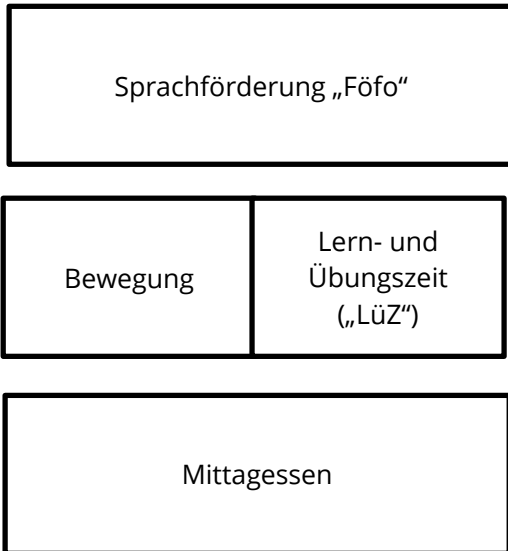 Sprachförderung „Föfo“
Bewegung
Lern- und
Übungszeit
(„LüZ“)
Mittagessen